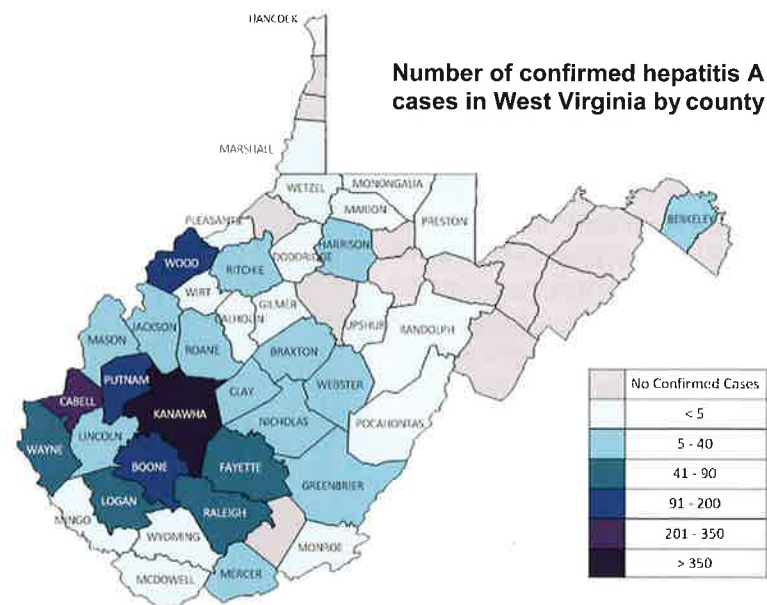 HANCOCK
Number of confirmed hepatitis A
cases in West Virginia by county
MARSHALL
WETZEL
MONONGALIA
MARION
PRESTON
PLEASANTS
BERKELEY
HARRISON
DODDRIDGE
WOOD
RITCHIE
WIRT
GILMER
CALHOUN
UPSHUR
RANDOLPH
JACKSON
MASON
ROANE
BRAXTON
PUTNAM
CABELL
KANAWHA
CLAY
WEBSTER
NICHOLAS
POCAHONTAS
LINCOLN
WAYNE
BOONE
FAYETTE
GREENBRIER
LOGAN
RALEIGH
MINGO
WYOMING
MONROE
MCDOWELL
MERCER
No Confirmed Cases
< 5
5 - 40
41 - 90
91 - 200
201 - 350
> 350